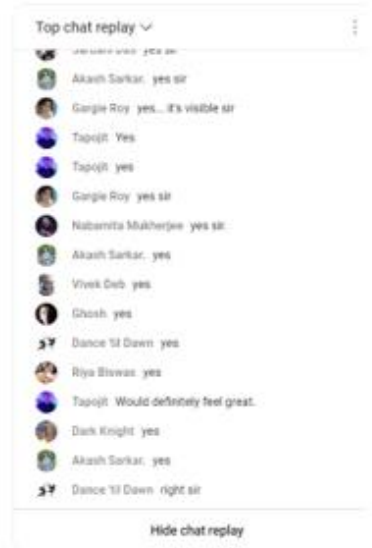 Top chat replay
yes sir
Akash Sarkar. yes sir
Gargie Roy yes... it's visible sir
Tapojit Yes
Tapojit yes
Gargie Roy yes sir
Nabamita Mukherjee yes sir.
Akash Sarkar. yes
Vivek Deb yes
Ghosh yes
Dance 'til Dawn yes
Riya Biswas yes
Tapojit Would definitely feel great.
Dark Knight yes
Akash Sarkar. yes
Dance 'til Dawn right sir
Hide chat replay